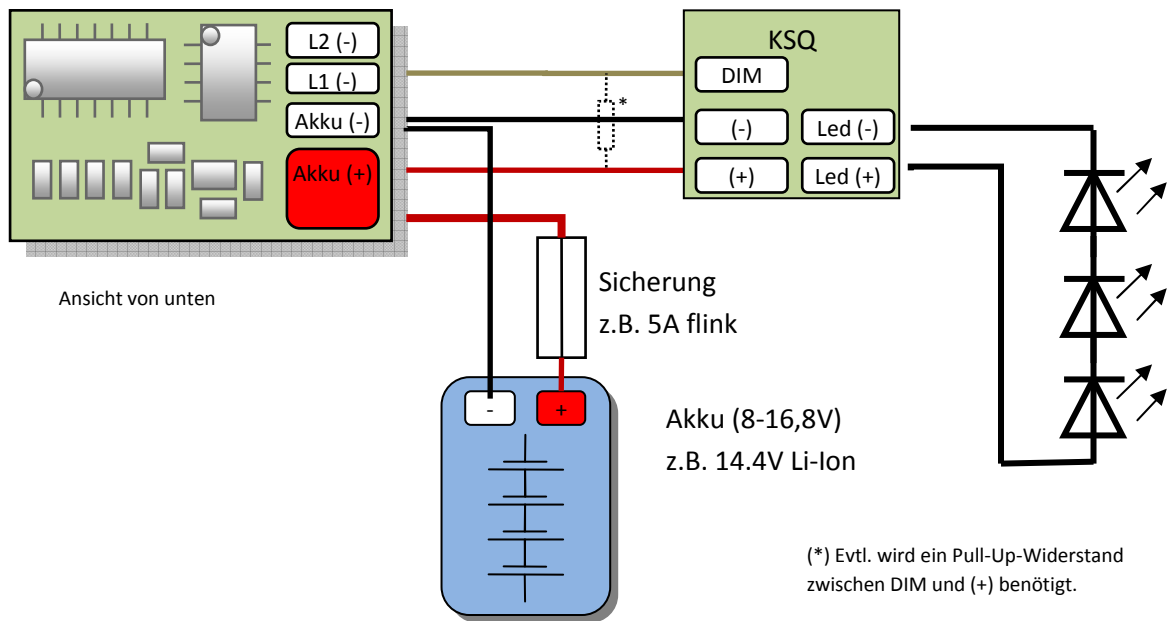 L2 (-)
L1 (-)
Akku (-)
Akku (+)
Ansicht von unten
*
KSQ
DIM
(-)
Led (-)
(+)
Led (+)
Sicherung
z.B. 5A flink
-
+
Akku (8-16,8V)
z.B. 14.4V Li-Ion
(*) Evtl. wird ein Pull-Up-Widerstand
zwischen DIM und (+) benötigt.